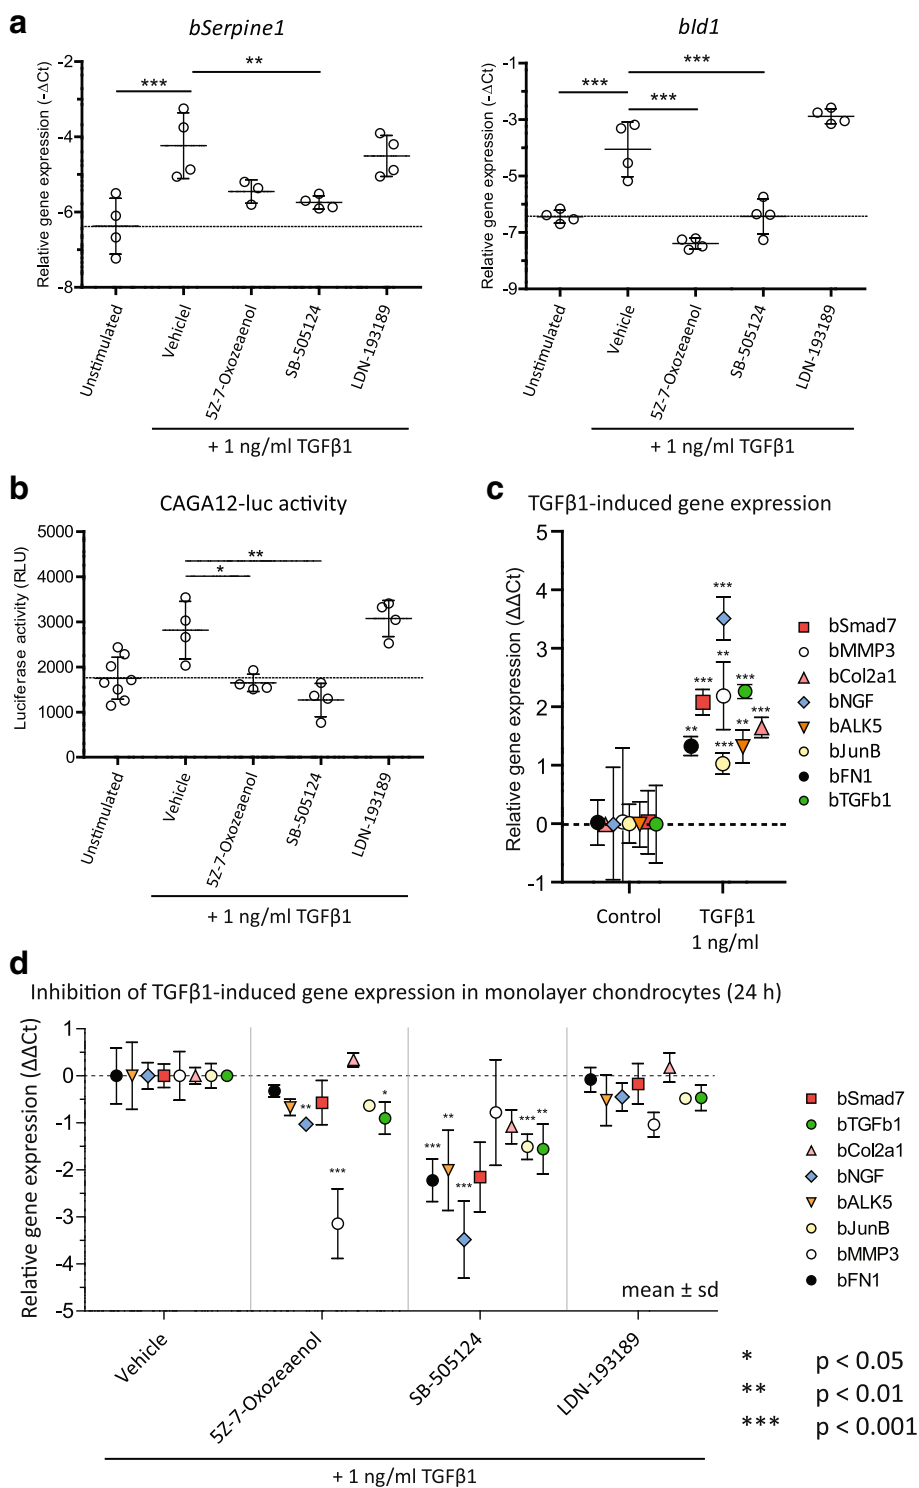 a
bSerpine1
Relative gene expression (-ΔCt)
-2
-4
-6
-8
***
**
Unstimulated
Vehiclel
5Z-7-Oxozeaenol
SB-505124
LDN-193189
+ 1 ng/ml TGFβ1
bId1
Relative gene expression (-ΔCt)
-1
-3
-5
-7
-9
***
***
***
Unstimulated
Vehicle
5Z-7-Oxozeaenol
SB-505124
LDN-193189
+ 1 ng/ml TGFβ1
b
CAGA12-luc activity
Luciferase activity (RLU)
5000
4000
3000
2000
1000
0
**
*
Unstimulated
Vehicle
5Z-7-Oxozeaenol
SB-505124
LDN-193189
+ 1 ng/ml TGFβ1
c
TGFβ1-induced gene expression
Relative gene expression (ΔΔCt)
5
4
3
2
1
0
-1
***
**
***
***
***
**
**
***
Control
TGFβ1
1 ng/ml
bSmad7
bMMP3
bCol2a1
bNGF
bALK5
bJunB
bFN1
bTGFb1
d
Inhibition of TGFβ1-induced gene expression in monolayer chondrocytes (24 h)
Relative gene expression (ΔΔCt)
1
0
-1
-2
-3
-4
-5
**
***
*
***
**
***
***
**
mean ± sd
Vehicle
5Z-7-Oxozeaenol
SB-505124
LDN-193189
+ 1 ng/ml TGFβ1
bSmad7
bTGFb1
bCol2a1
bNGF
bALK5
bJunB
bMMP3
bFN1
* p < 0.05
** p < 0.01
*** p < 0.001